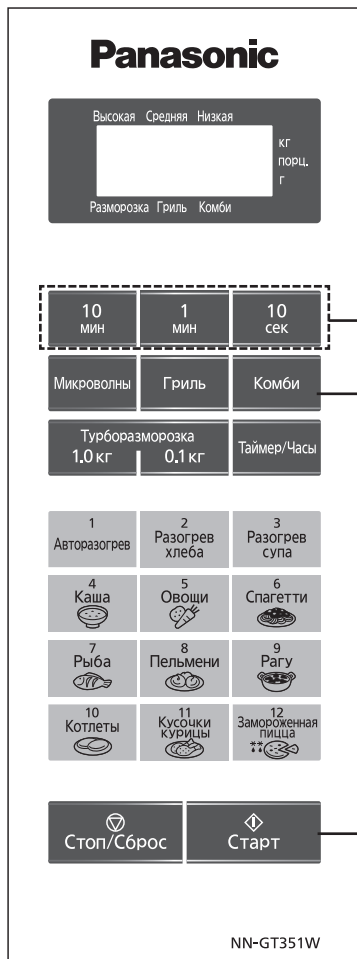 Panasonic
Высокая Средняя Низкая
кг
порц.
г
Разморозка Гриль Комби
10 мин
1 мин
10 сек
Микроволны
Гриль
Комби
Турборазморозка
1.0 кг 0.1 кг
Таймер/Часы
1
Авторазогрев
2
Разогрев
хлеба
3
Разогрев
супа
4
Каша
5
Овощи
6
Спагетти
7
Рыба
8
Пельмени
9
Рагу
10
Котлеты
11
Кусочки
курицы
12
Замороженная
пицца
Стоп/Сброс
Старт
NN-GT351W